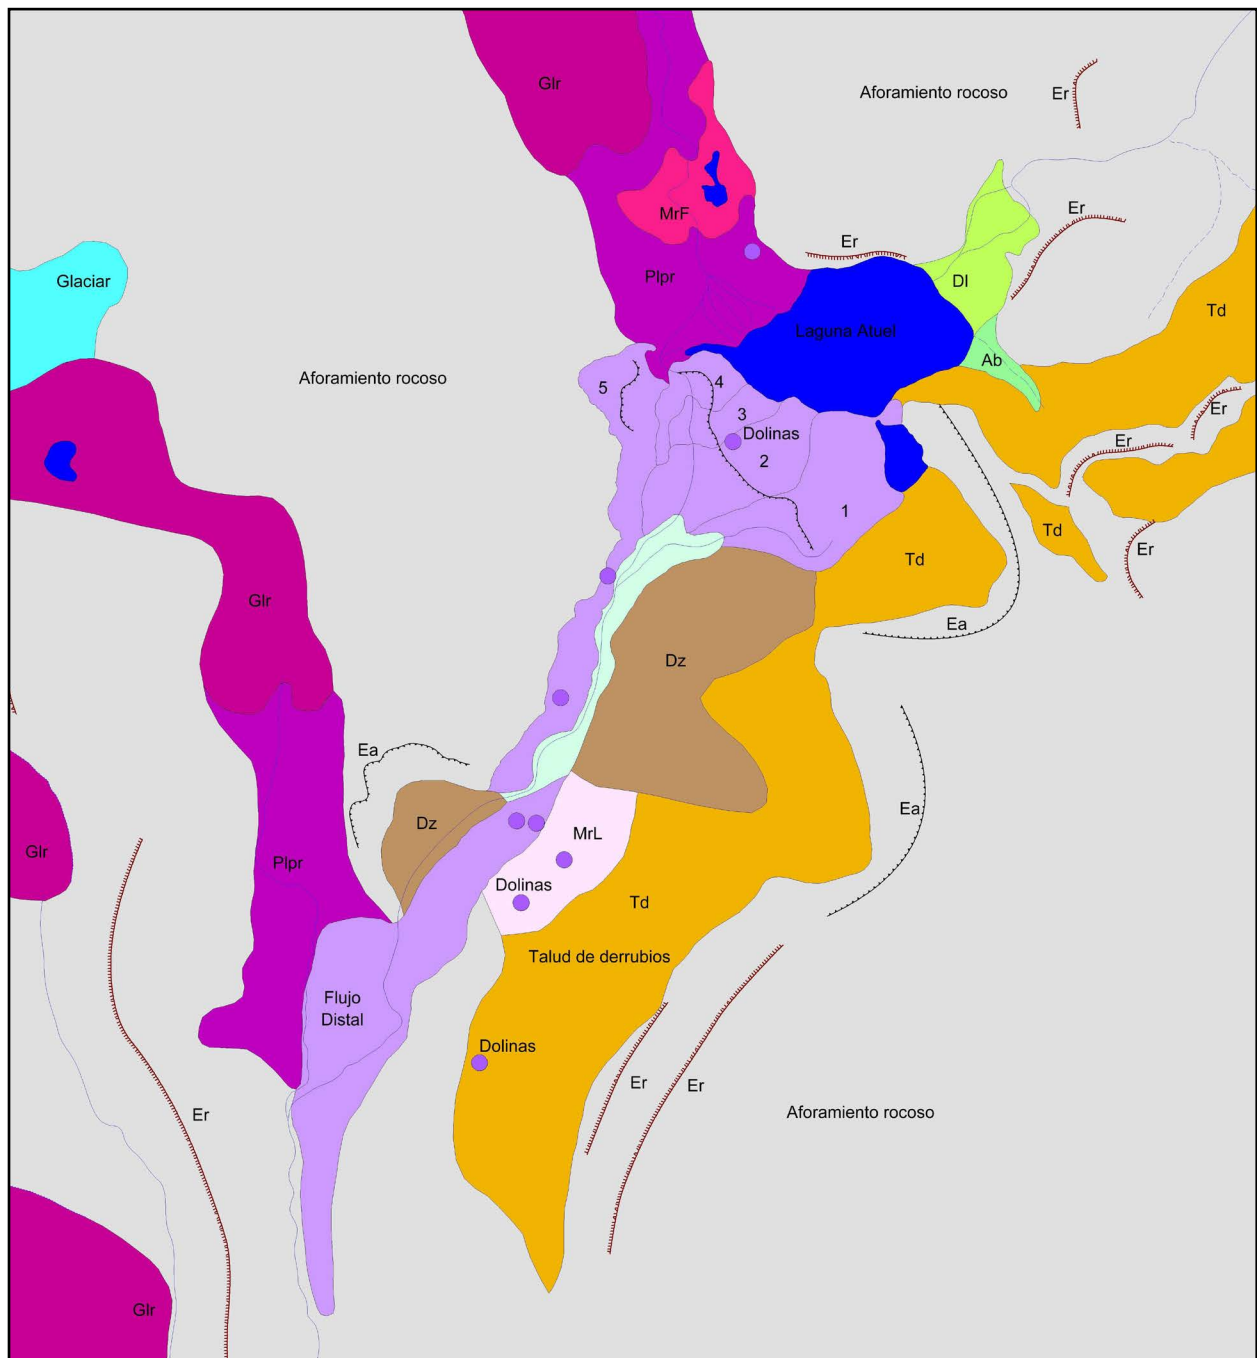 Glr
Aforamiento rocoso
Er
MrF
Er
Er
Plpr
Glaciar
Dl
Td
Laguna Atuel
Ab
Aforamiento rocoso
5
4
3
Er
Dolinas
Er
2
1
Td
Er
Td
Glr
Ea
Dz
Ea
Ea
Dz
MrL
Glr
Plpr
Dolinas
Td
Talud de derrubios
Flujo
Distal
Dolinas
Er
Er
Er
Aforamiento rocoso
Glr